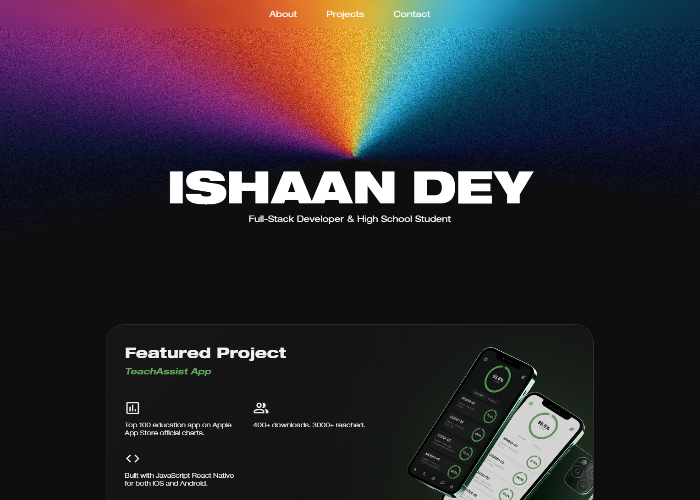 About Projects Contact
ISHAAN DEY
Full-Stack Developer & High School Student
Featured Project
TeachAssist App
Top 100 education app on Apple
App Store official charts.
400+ downloads. 3000+ reached.
Built with JavaScript React Native
for both iOS and Android.